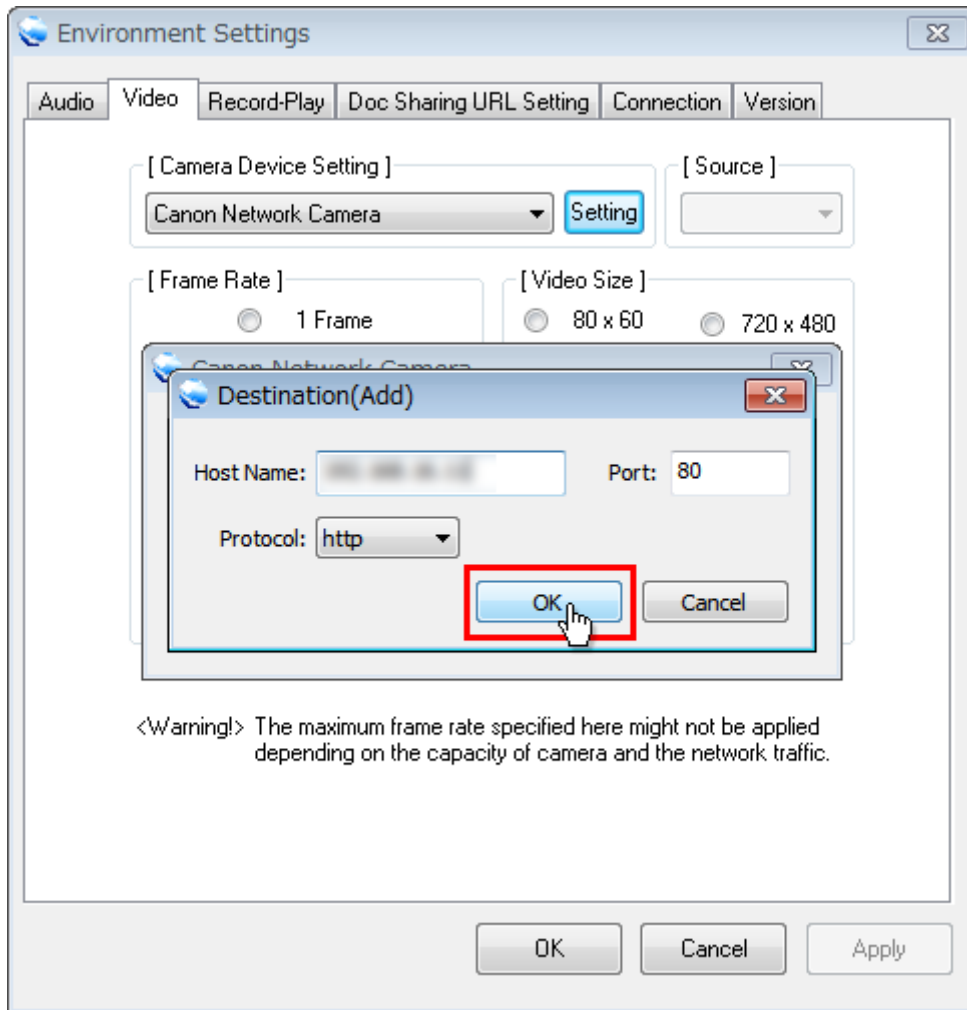 Environment Settings
Audio Video Record-Play Doc Sharing URL Setting Connection Version
[ Camera Device Setting ] [ Source ]
Canon Network Camera Setting
[ Frame Rate ] [ Video Size ]
1 Frame 80 x 60 720 x 480
Canon Network Camera
Destination(Add)
Host Name: Port: 80
Protocol: http
OK Cancel
<Warning!> The maximum frame rate specified here might not be applied
depending on the capacity of camera and the network traffic.
OK Cancel Apply